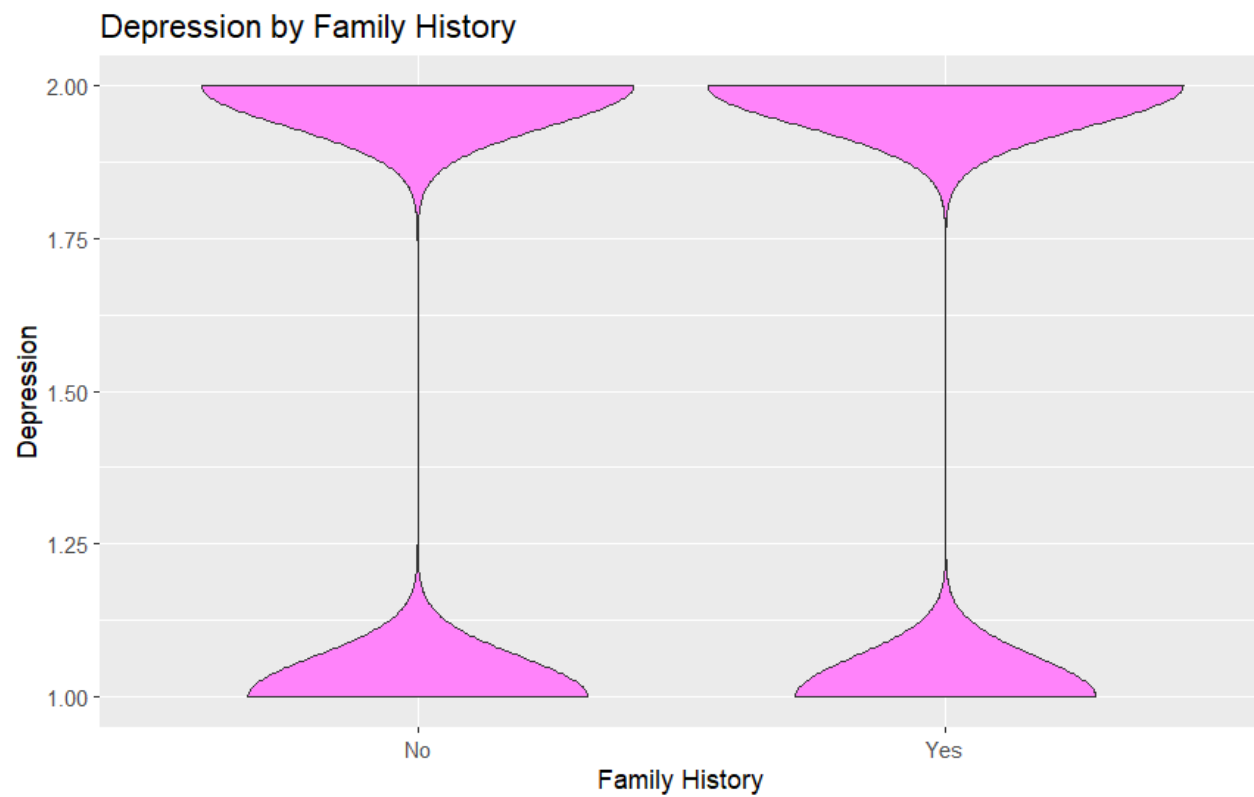 Depression by Family History
2.00
1.75
1.50
1.25
1.00
Depression
No
Yes
Family History